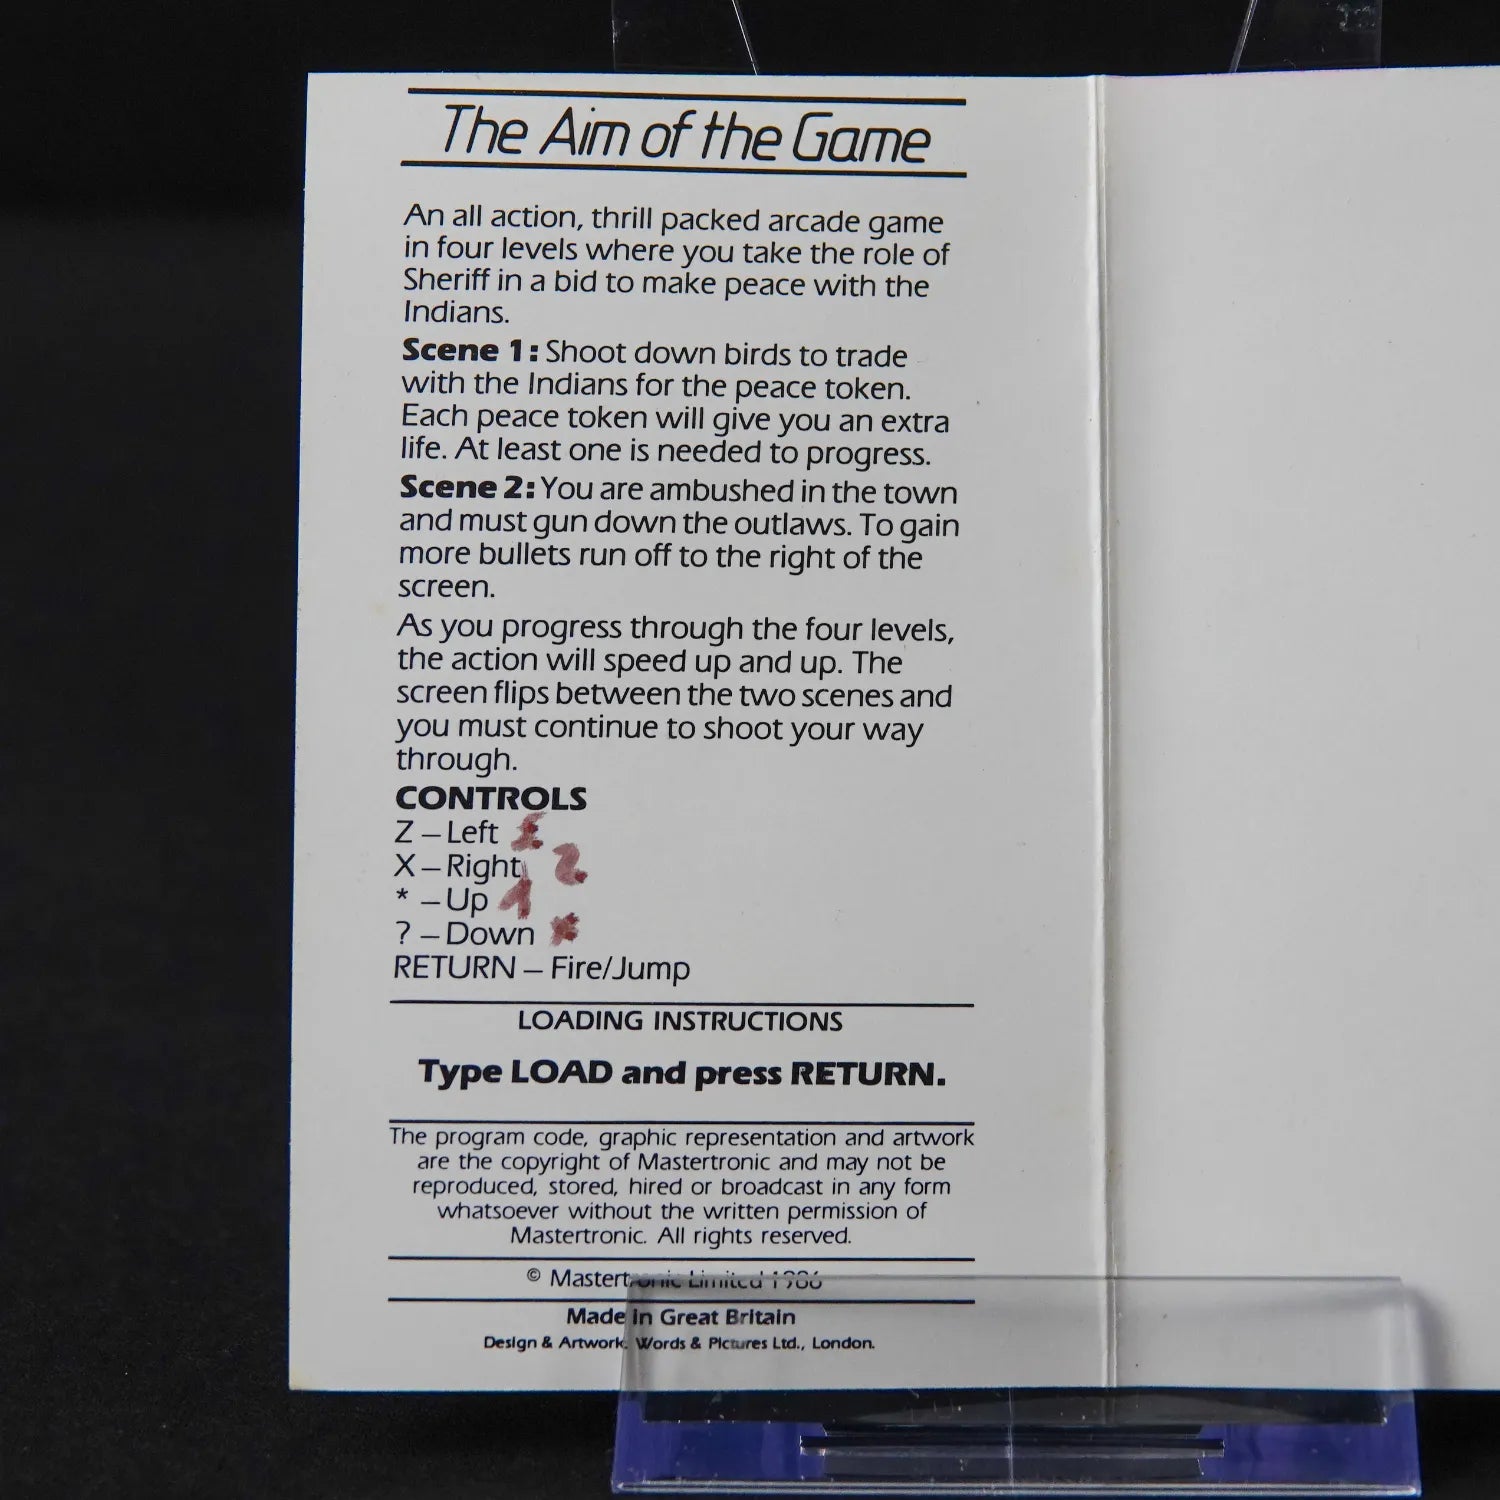 The Aim of the Game
An all action, thrill packed arcade game
in four levels where you take the role of
Sheriff in a bid to make peace with the
Indians.
Scene 1: Shoot down birds to trade
with the Indians for the peace token.
Each peace token will give you an extra
life. At least one is needed to progress.
Scene 2: You are ambushed in the town
and must gun down the outlaws. To gain
more bullets run off to the right of the
screen.
As you progress through the four levels,
the action will speed up and up. The
screen flips between the two scenes and
you must continue to shoot your way
through.
CONTROLS
Z – Left
X – Right 2
* – Up 1
? – Down
RETURN – Fire/Jump
LOADING INSTRUCTIONS
Type LOAD and press RETURN.
The program code, graphic representation and artwork
are the copyright of Mastertronic and may not be
reproduced, stored, hired or broadcast in any form
whatsoever without the written permission of
Mastertronic. All rights reserved.
© Mastertronic Limited 1986
Made in Great Britain
Design & Artwork: Words & Pictures Ltd., London.